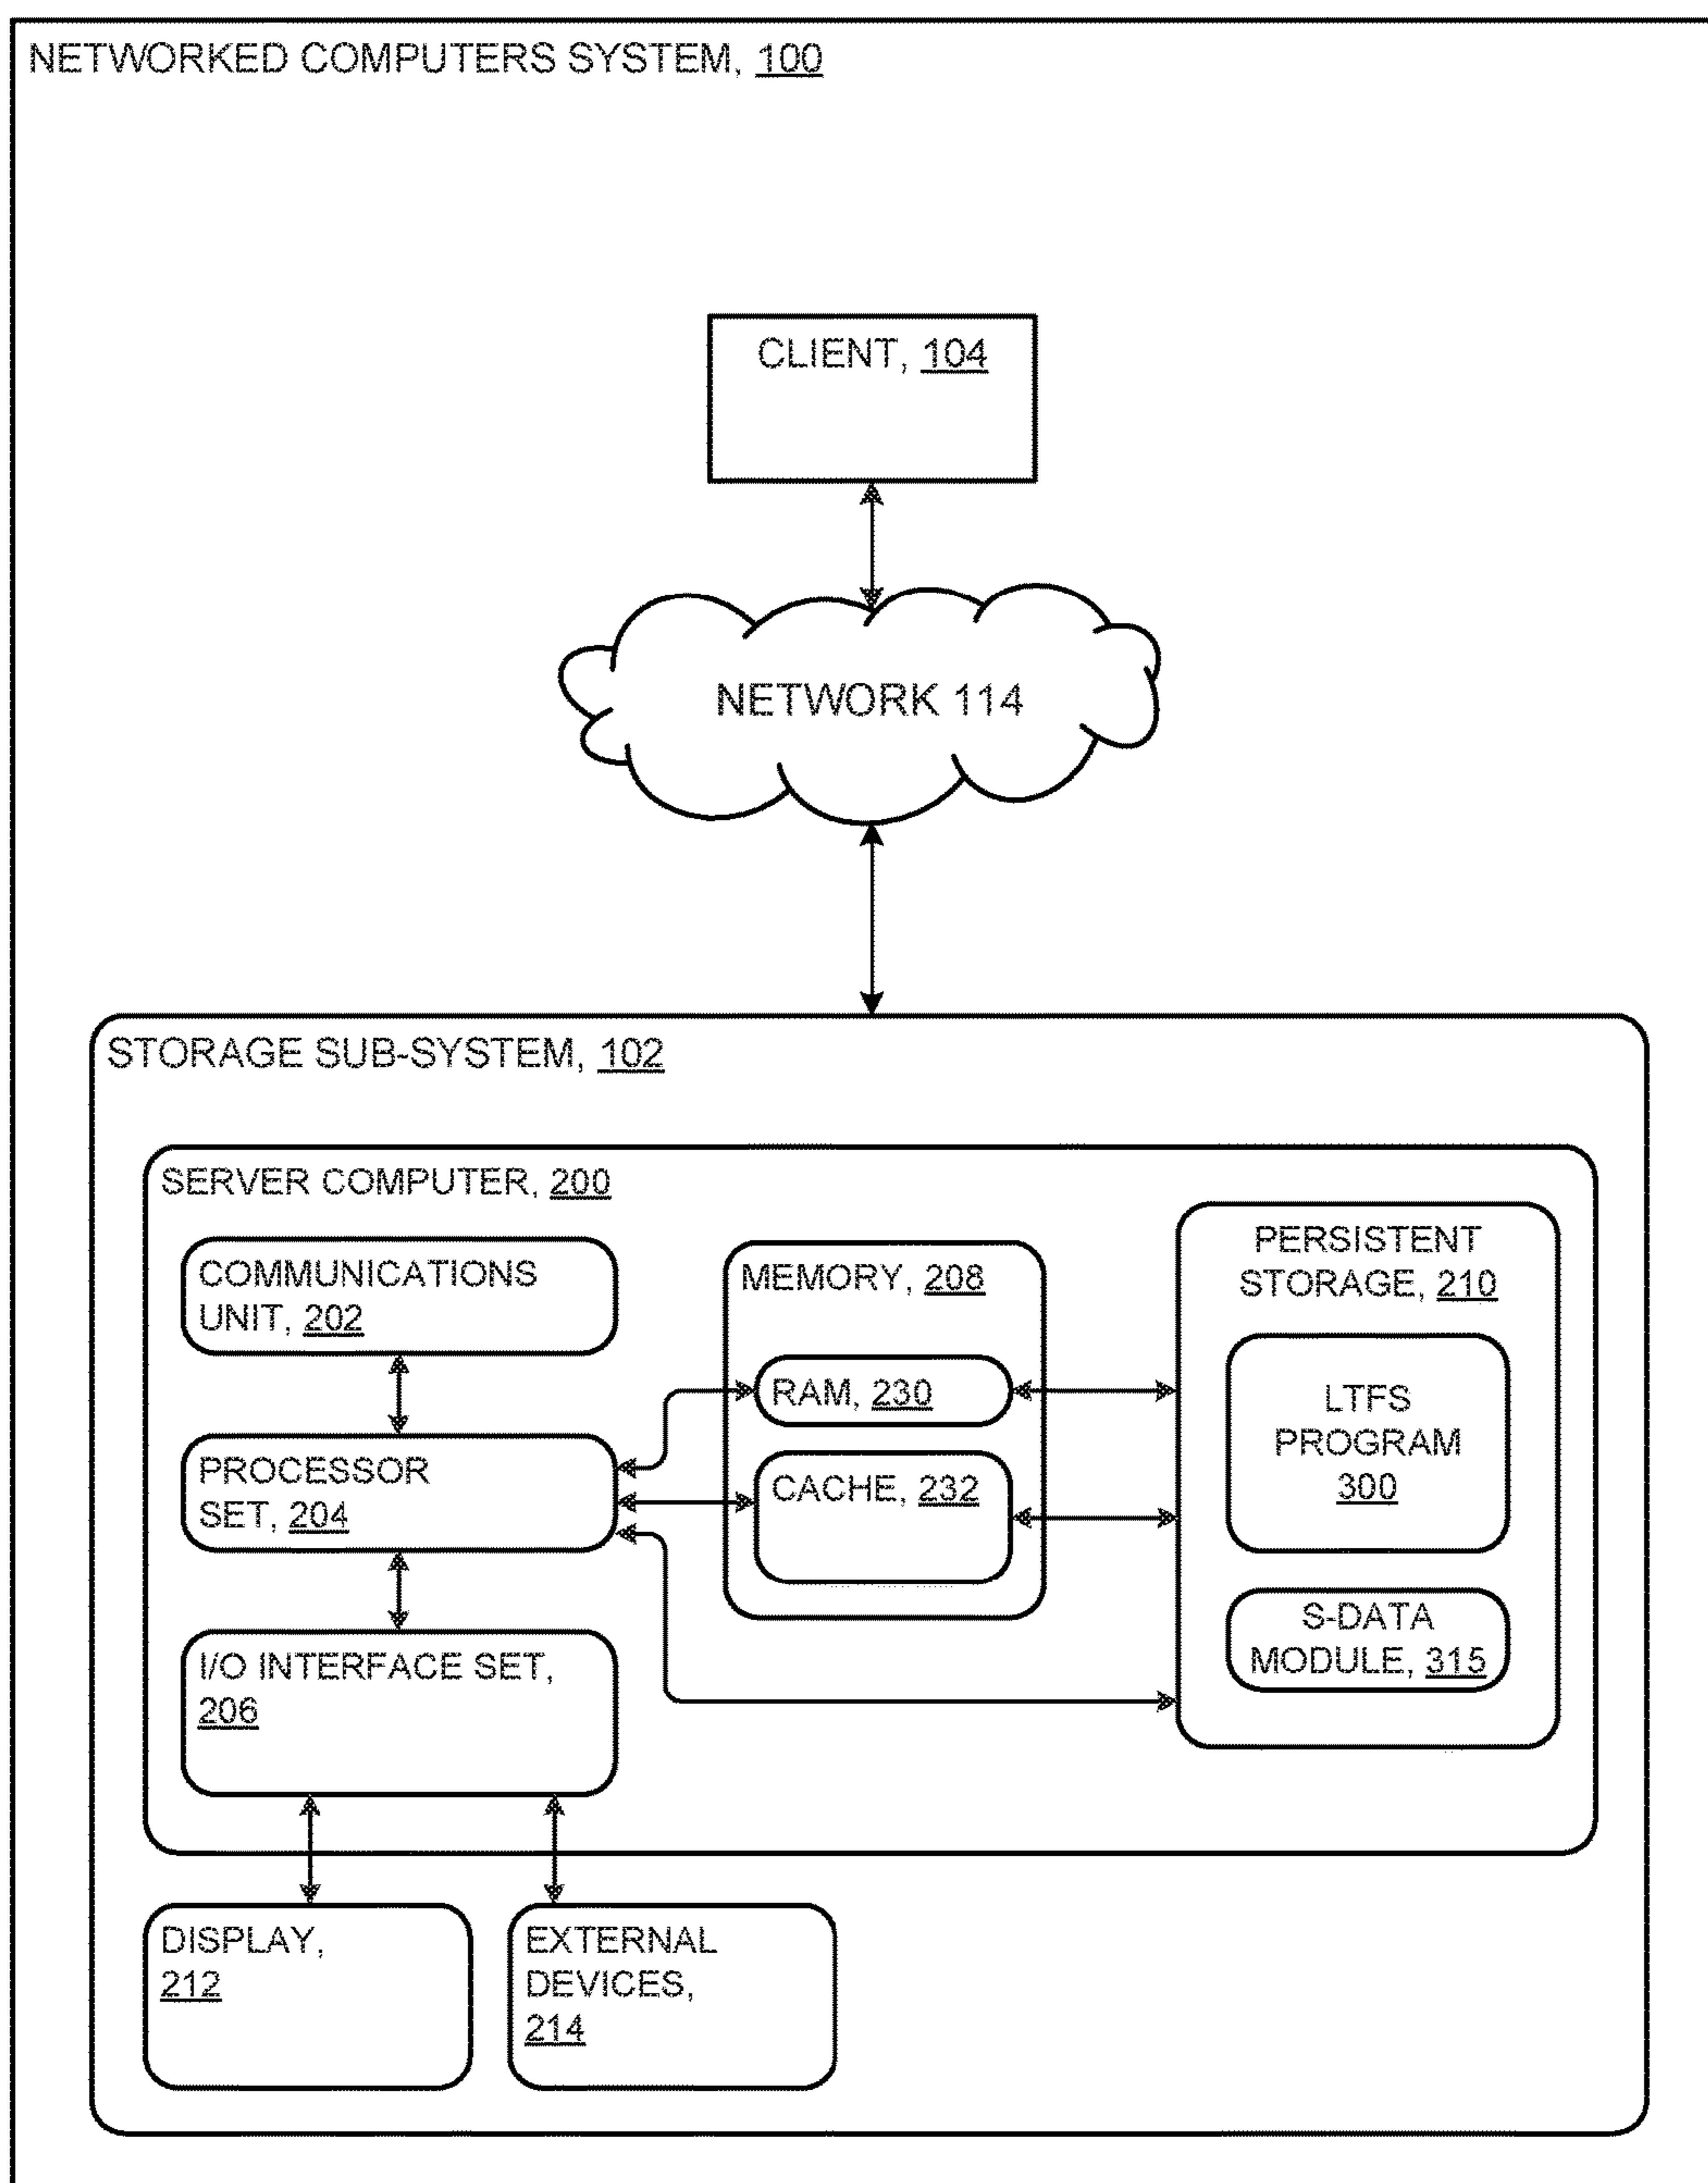 NETWORKED COMPUTERS SYSTEM, 100
CLIENT, 104
NETWORK 114
STORAGE SUB-SYSTEM, 102
SERVER COMPUTER, 200
COMMUNICATIONS
UNIT, 202
PROCESSOR
SET, 204
I/O INTERFACE SET,
206
MEMORY, 208
RAM, 230
CACHE, 232
PERSISTENT
STORAGE, 210
LTFS
PROGRAM
300
S-DATA
MODULE, 315
DISPLAY,
212
EXTERNAL
DEVICES,
214